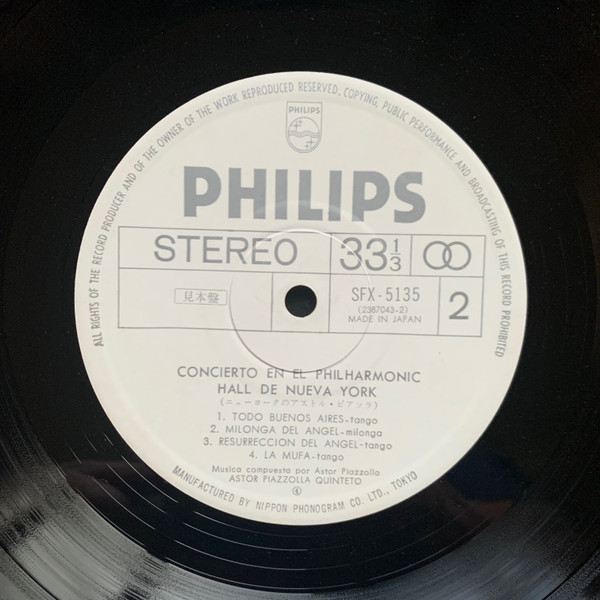 ALL RIGHTS OF THE RECORD PRODUCER AND OF THE OWNER OF THE WORK REPRODUCED RESERVED, COPYING, PUBLIC PERFORMANCE AND BROADCASTING OF THIS RECORD PROHIBITED
PHILIPS
PHILIPS
STEREO 33 1/3
見本盤 SFX-5135 2
(2387043-2)
MADE IN JAPAN
CONCIERTO EN EL PHILHARMONIC
HALL DE NUEVA YORK
(ニューヨークのアストル・ピアソラ)
1. TODO BUENOS AIRES-tango
2. MILONGA DEL ANGEL-milonga
3. RESURRECCION DEL ANGEL-tango
4. LA MUFA-tango
Musica compuesta por Astor Piazzolla
ASTOR PIAZZOLLA QUINTETO
④
MANUFACTURED BY NIPPON PHONOGRAM CO. LTD., TOKYO